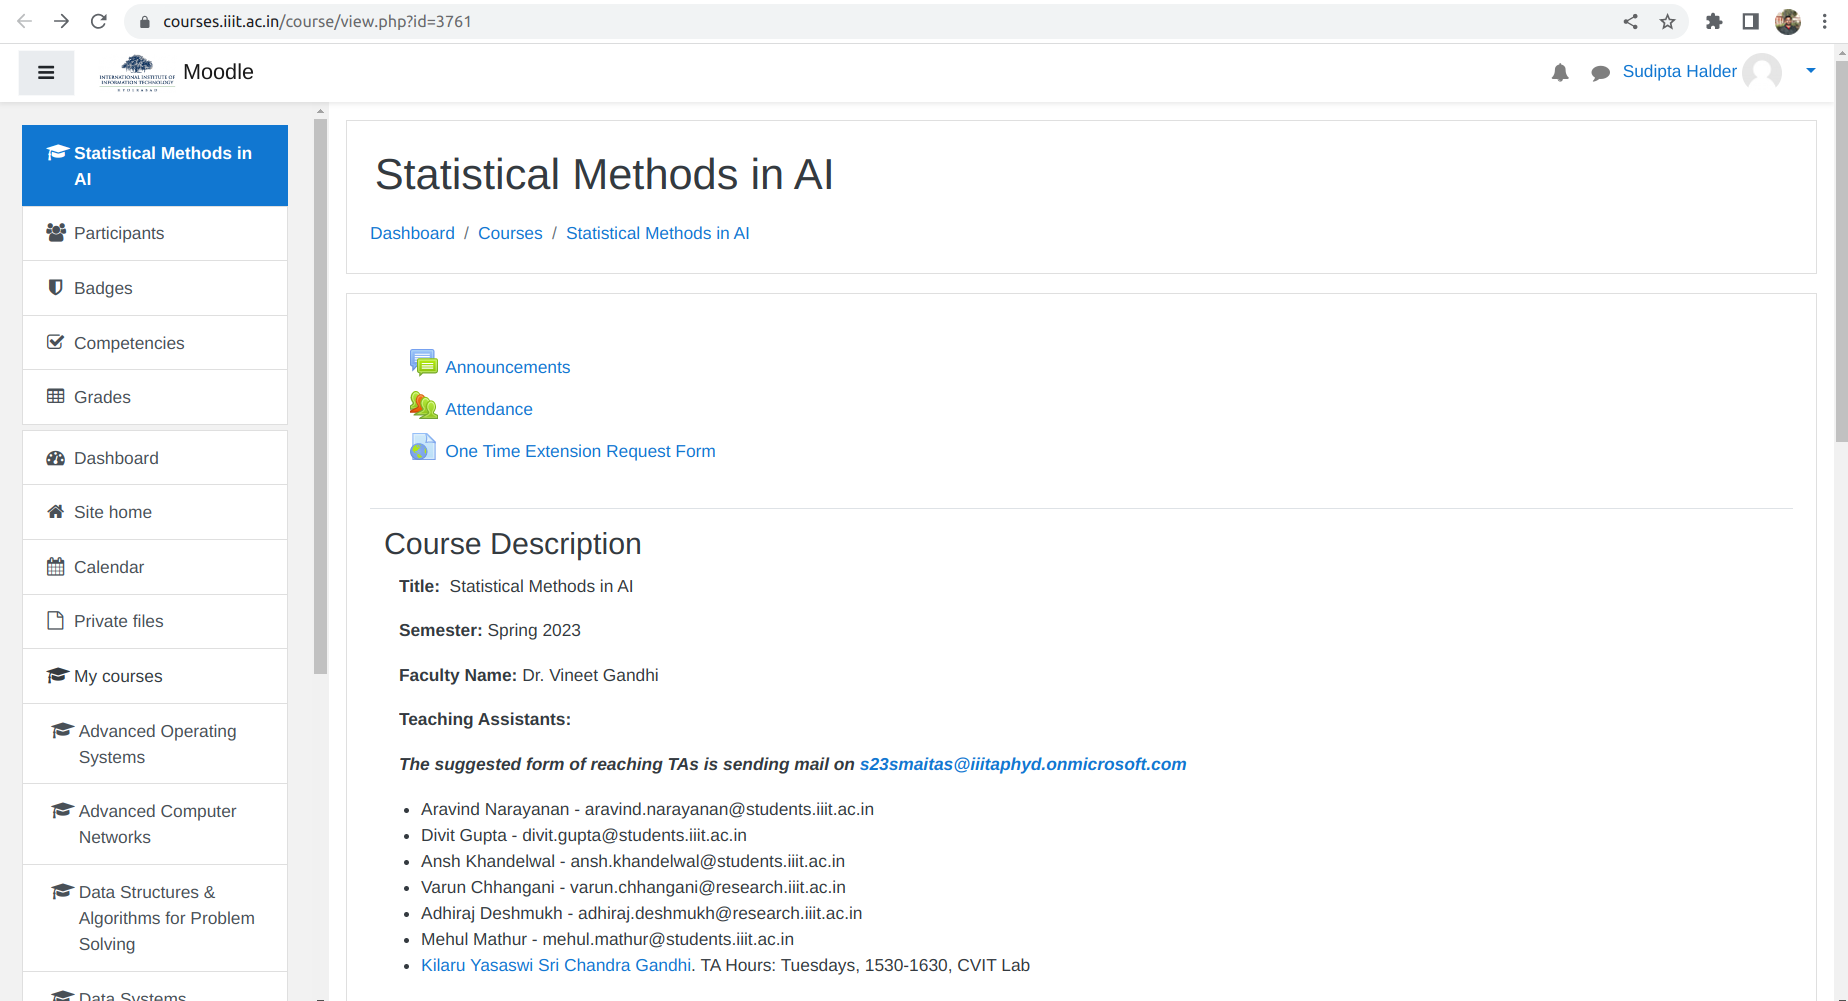 courses.iiit.ac.in/course/view.php?id=3761
INTERNATIONAL INSTITUTE OF
INFORMATION TECHNOLOGY
HYDERABAD
Moodle
Sudipta Halder
Statistical Methods in
AI
Participants
Badges
Competencies
Grades
Dashboard
Site home
Calendar
Private files
My courses
Advanced Operating
Systems
Advanced Computer
Networks
Data Structures &
Algorithms for Problem
Solving
Data Systems
Statistical Methods in AI
Dashboard / Courses / Statistical Methods in AI
Announcements
Attendance
One Time Extension Request Form
Course Description
Title: Statistical Methods in AI
Semester: Spring 2023
Faculty Name: Dr. Vineet Gandhi
Teaching Assistants:
The suggested form of reaching TAs is sending mail on s23smaitas@iiitaphyd.onmicrosoft.com
• Aravind Narayanan - aravind.narayanan@students.iiit.ac.in
• Divit Gupta - divit.gupta@students.iiit.ac.in
• Ansh Khandelwal - ansh.khandelwal@students.iiit.ac.in
• Varun Chhangani - varun.chhangani@research.iiit.ac.in
• Adhiraj Deshmukh - adhiraj.deshmukh@research.iiit.ac.in
• Mehul Mathur - mehul.mathur@students.iiit.ac.in
• Kilaru Yasaswi Sri Chandra Gandhi. TA Hours: Tuesdays, 1530-1630, CVIT Lab